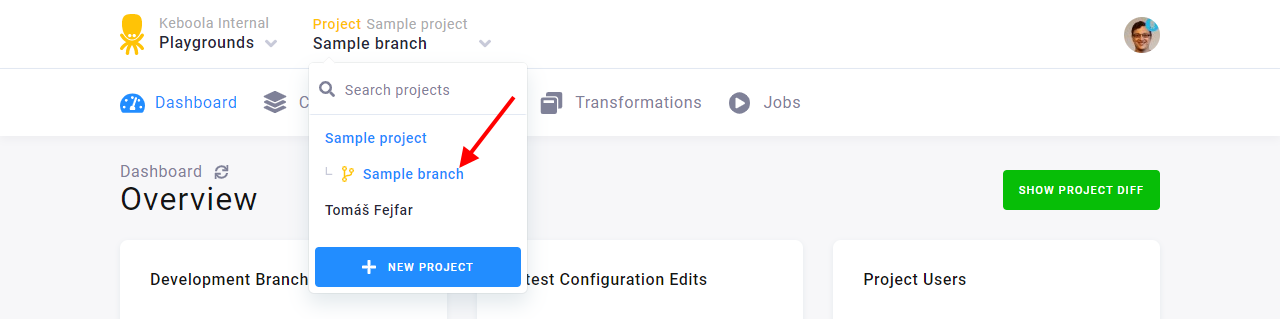 Keboola Internal
Playgrounds
Project Sample project
Sample branch
Search projects
Sample project
Sample branch
Tomáš Fejfar
NEW PROJECT
Dashboard
Transformations
Jobs
Dashboard
Overview
SHOW PROJECT DIFF
Development Branch
Configuration Edits
Project Users